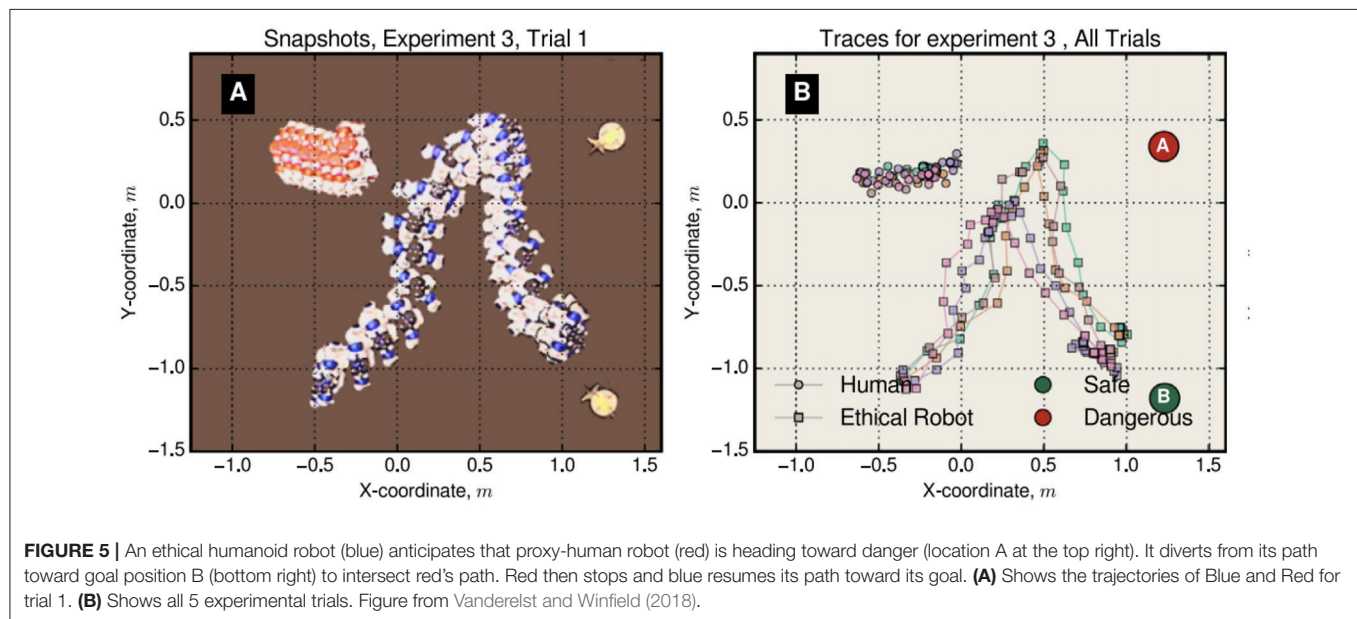 Snapshots, Experiment 3, Trial 1
A
0.5
0.0
−0.5
−1.0
−1.5
Y-coordinate, m
−1.0 −0.5 0.0 0.5 1.0 1.5
X-coordinate, m
Traces for experiment 3 , All Trials
B
A
0.5
0.0
−0.5
−1.0
−1.5
Y-coordinate, m
Human Safe
B
Ethical Robot Dangerous
−1.0 −0.5 0.0 0.5 1.0 1.5
X-coordinate, m
FIGURE 5 | An ethical humanoid robot (blue) anticipates that proxy-human robot (red) is heading toward danger (location A at the top right). It diverts from its path
toward goal position B (bottom right) to intersect red's path. Red then stops and blue resumes its path toward its goal. (A) Shows the trajectories of Blue and Red for
trial 1. (B) Shows all 5 experimental trials. Figure from Vanderelst and Winfield (2018).